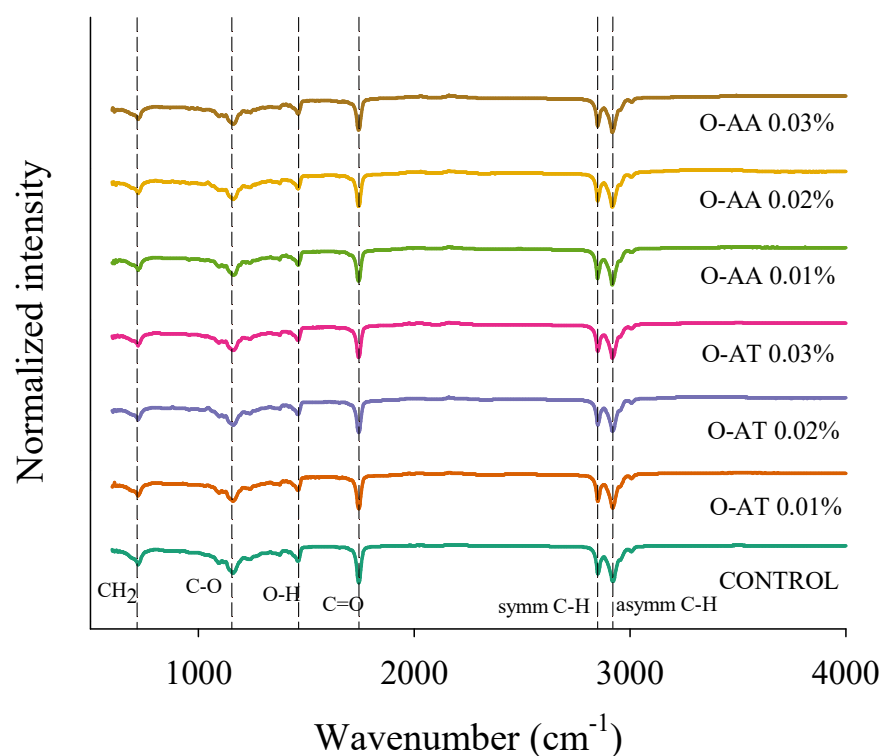 Normalized intensity
O-AA 0.03%
O-AA 0.02%
O-AA 0.01%
O-AT 0.03%
O-AT 0.02%
O-AT 0.01%
CONTROL
CH₂ C-O O-H C=O symm C-H asymm C-H
1000 2000 3000 4000
Wavenumber (cm⁻¹)